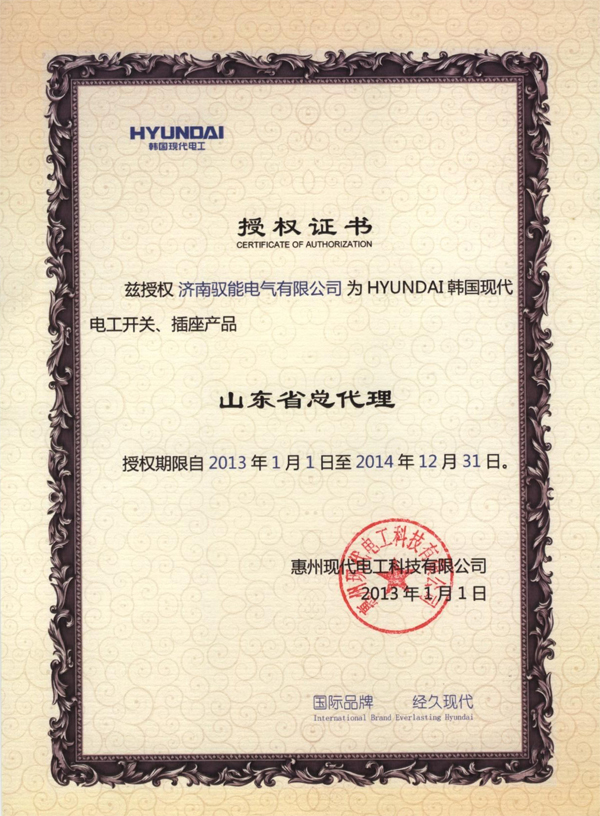 HYUNDAI
韩国现代电工
授权证书
CERTIFICATE OF AUTHORIZATION
兹授权 济南驭能电气有限公司 为 HYUNDAI 韩国现代
电工开关、插座产品
山东省总代理
授权期限自 2013 年 1 月 1 日至 2014 年 12 月 31 日。
惠州现代电工科技有限公司
惠州现代电工科技有限公司
2013 年 1 月 1 日
国际品牌 经久现代
International Brand Everlasting Hyundai